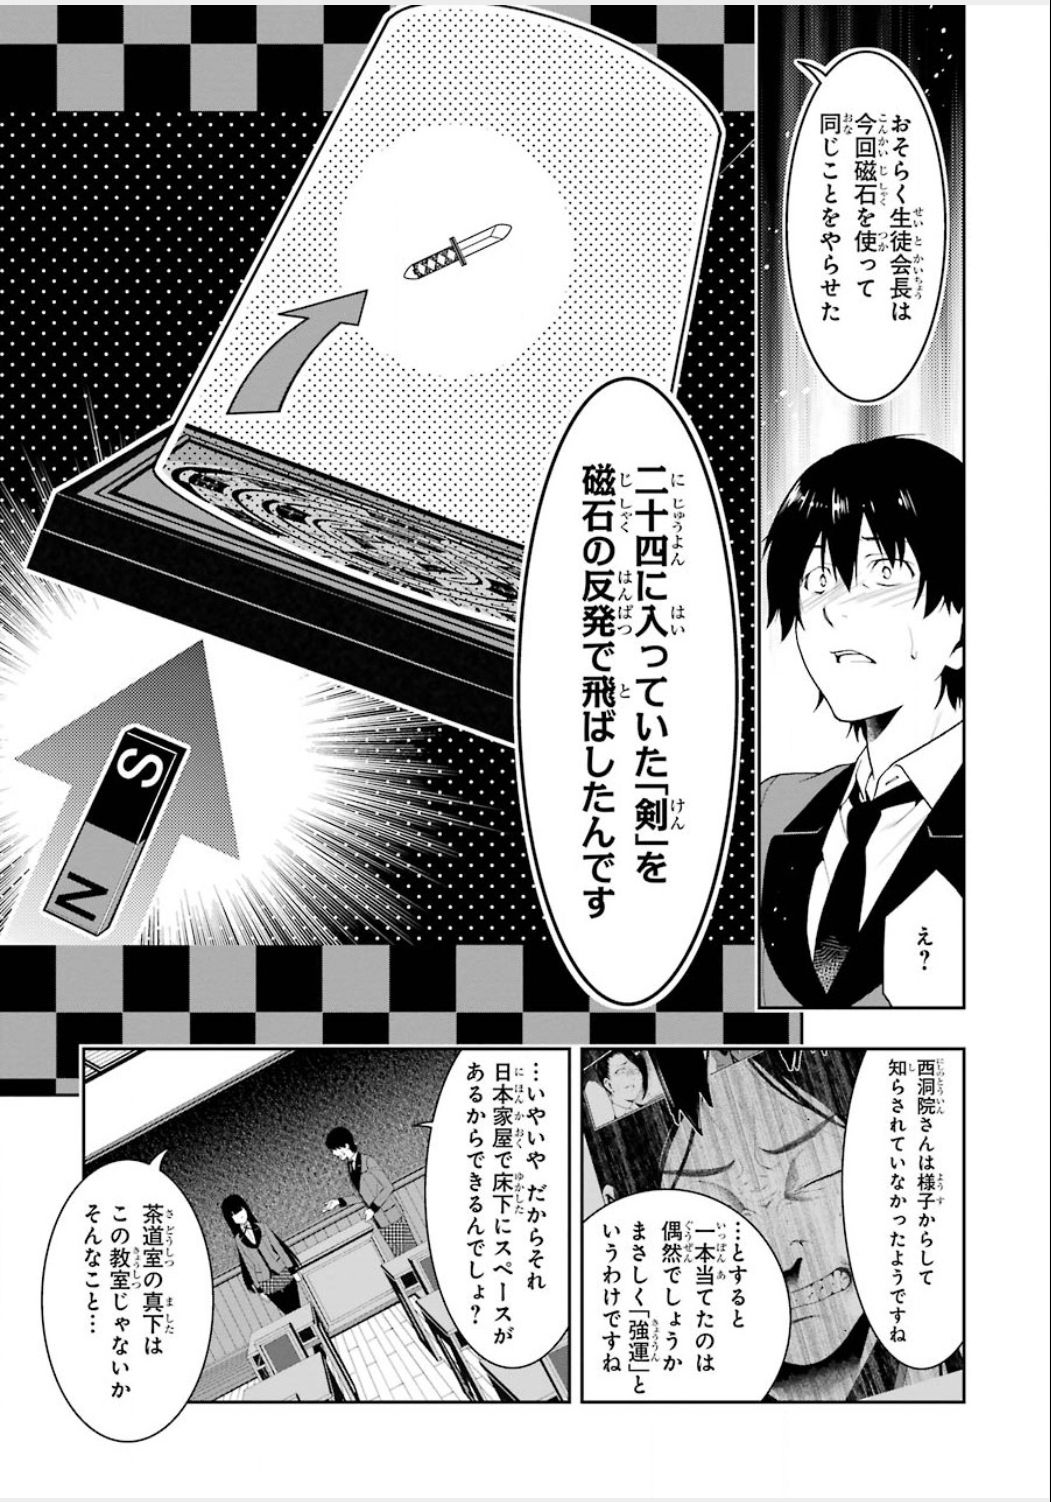 おそらく生徒会長は
今回磁石を使って
同じことをやらせた
二十四に入っていた「剣」を
磁石の反発で飛ばしたんです
S
N
え?
西洞院さんは様子からして
知らされていなかったようですね
…とすると
一本当てたのは
偶然でしょうか
まさしく「強運」と
いうわけですね
…いやいや だからそれ
日本家屋で床下にスペースが
あるからできるんでしょ?
茶道室の真下は
この教室じゃないか
そんなこと…